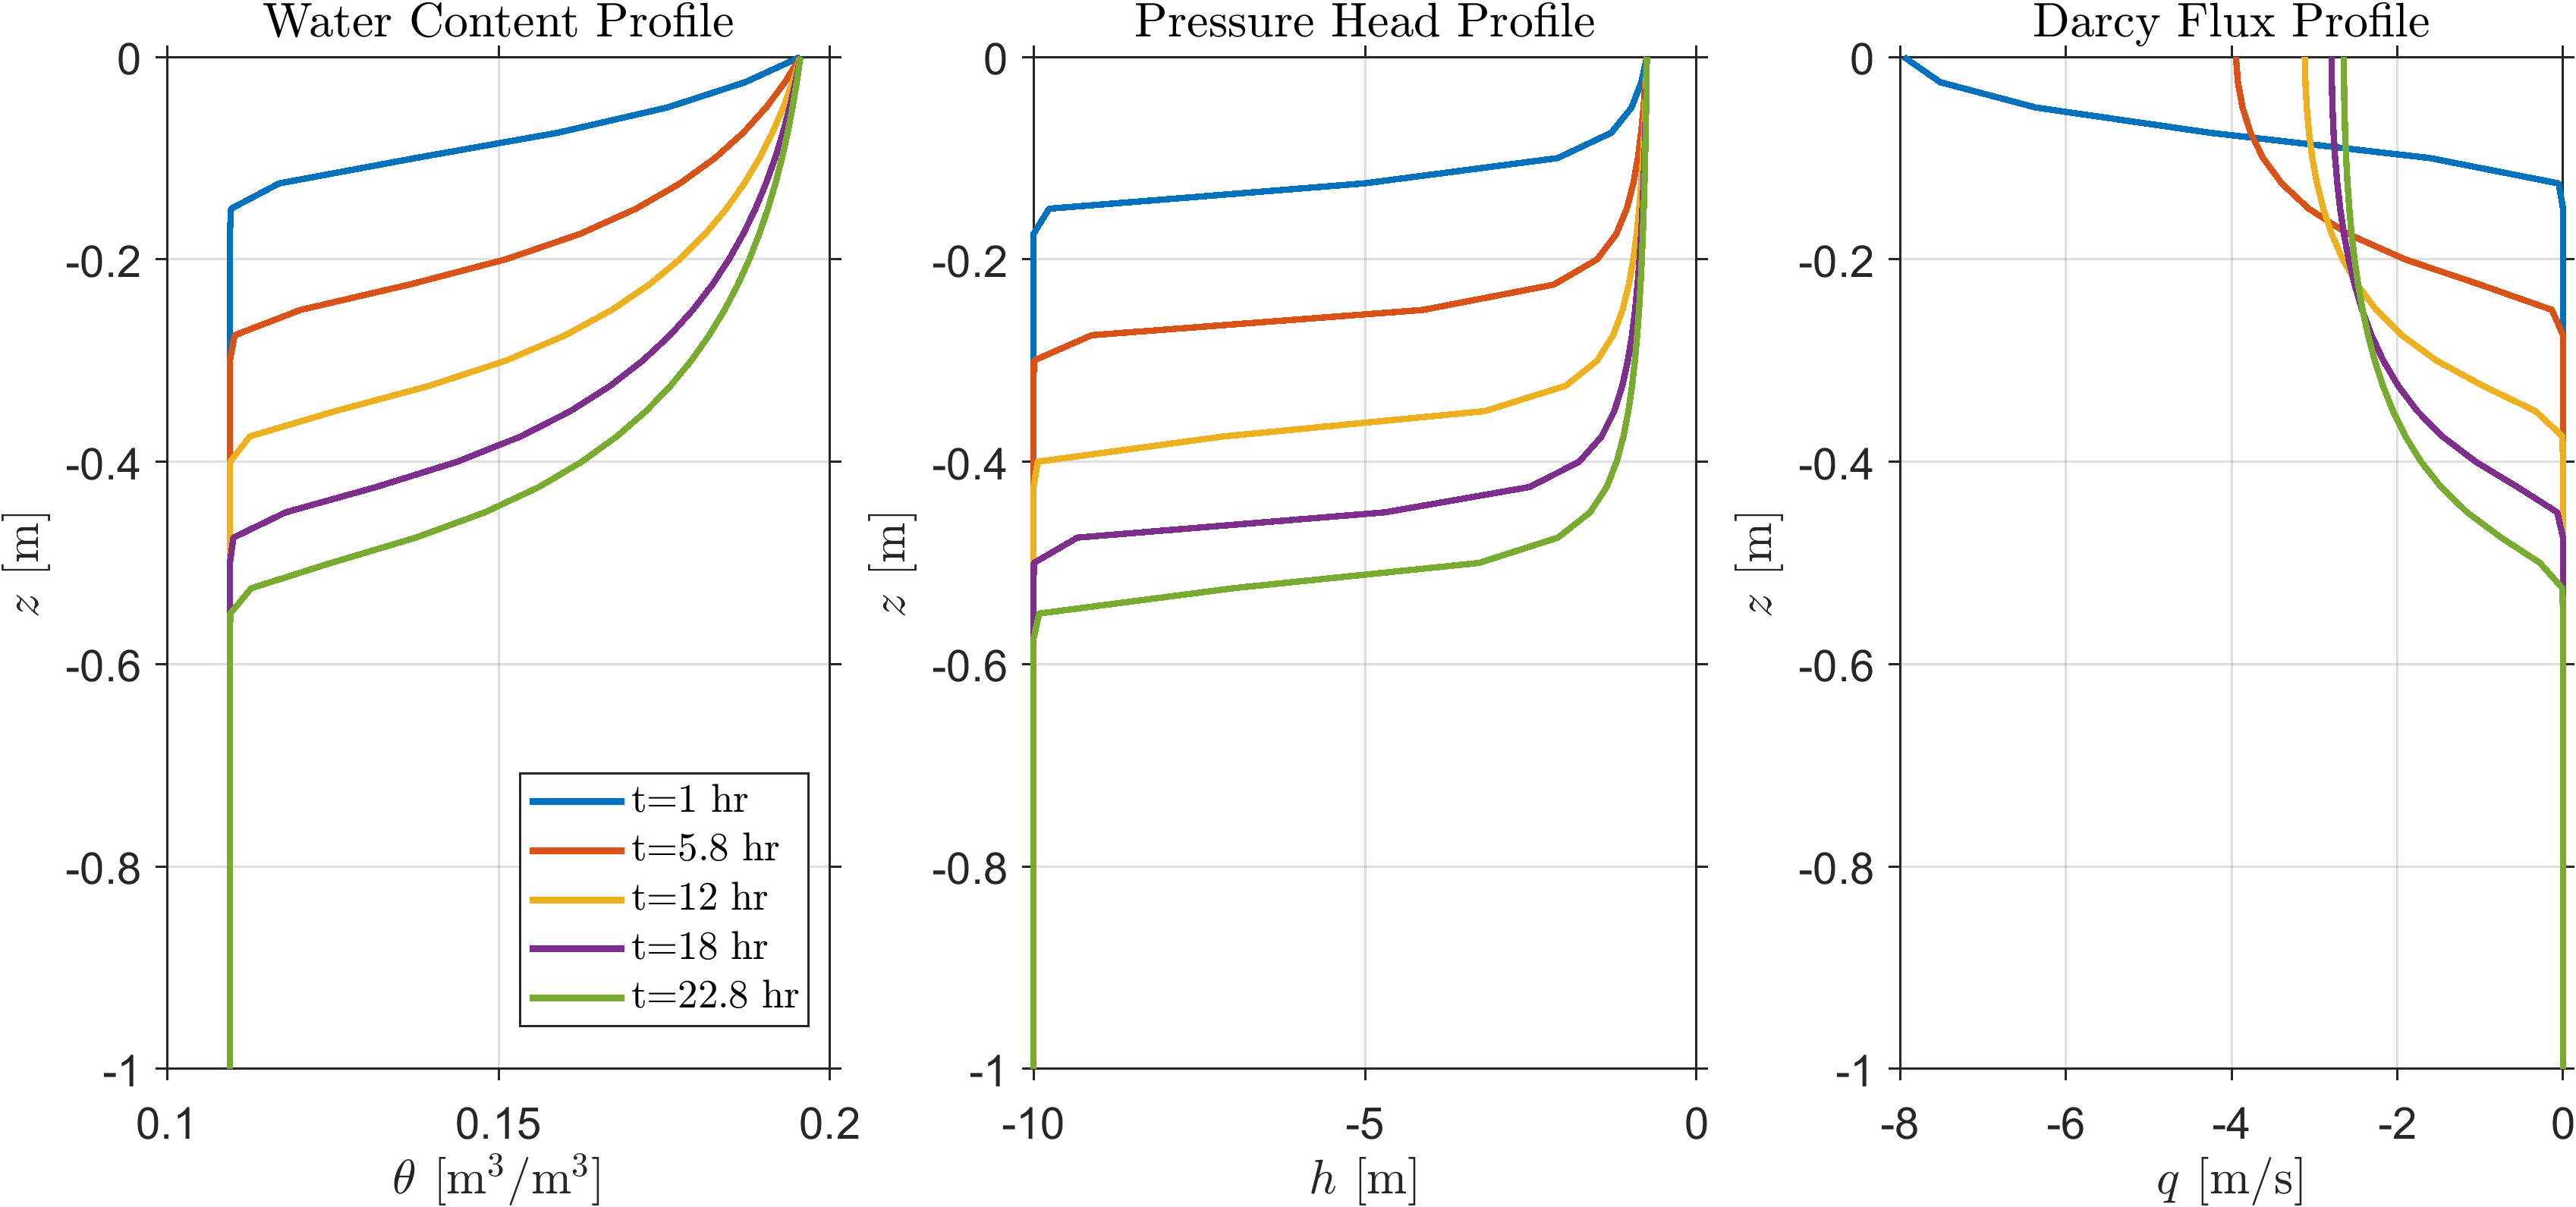 Water Content Profile
0
-0.2
-0.4
-0.6
-0.8
-1
z [m]
0.1
0.15
0.2
θ [m³/m³]
t=1 hr
t=5.8 hr
t=12 hr
t=18 hr
t=22.8 hr
Pressure Head Profile
0
-0.2
-0.4
-0.6
-0.8
-1
z [m]
-10
-5
0
h [m]
Darcy Flux Profile
0
-0.2
-0.4
-0.6
-0.8
-1
z [m]
-8
-6
-4
-2
0
q [m/s]